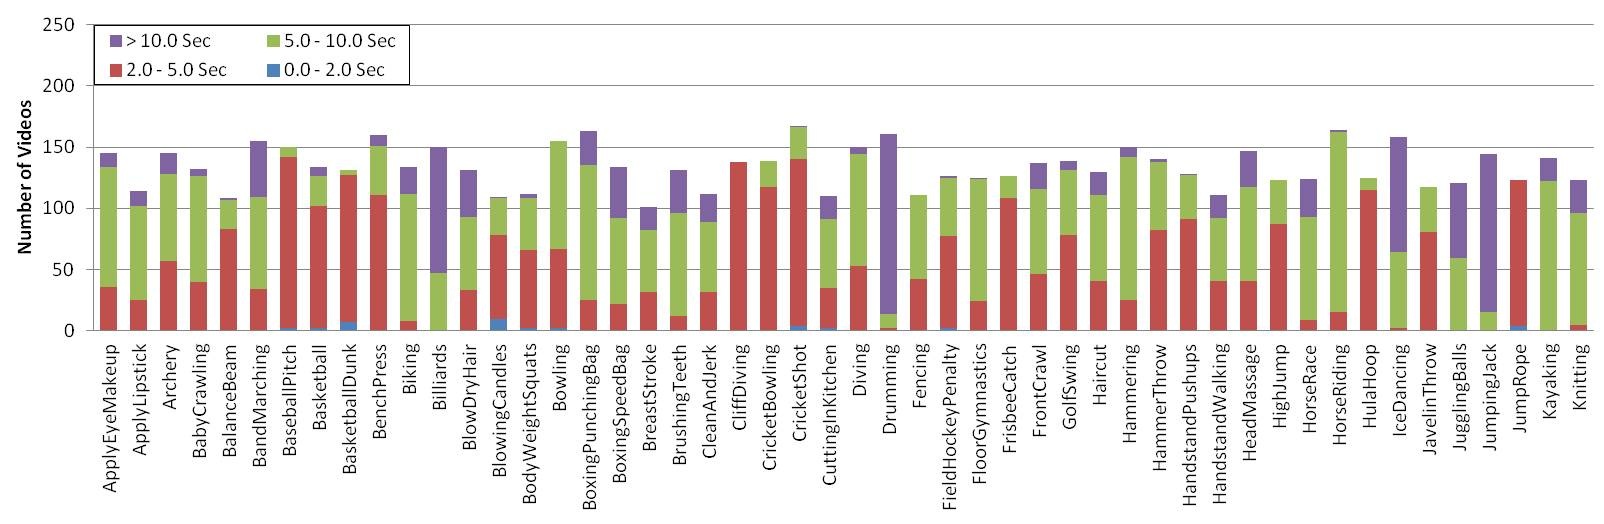 250
200
150
100
50
0
Number of Videos
> 10.0 Sec
5.0 - 10.0 Sec
2.0 - 5.0 Sec
0.0 - 2.0 Sec
ApplyEyeMakeup
ApplyLipstick
Archery
BabyCrawling
BalanceBeam
BandMarching
BaseballPitch
Basketball
BasketballDunk
BenchPress
Biking
Billiards
BlowDryHair
BlowingCandles
BodyWeightSquats
Bowling
BoxingPunchingBag
BoxingSpeedBag
BreastStroke
BrushingTeeth
CleanAndJerk
CliffDiving
CricketBowling
CricketShot
CuttingInKitchen
Diving
Drumming
Fencing
FieldHockeyPenalty
FloorGymnastics
FrisbeeCatch
FrontCrawl
GolfSwing
Haircut
Hammering
HammerThrow
HandstandPushups
HandstandWalking
HeadMassage
HighJump
HorseRace
HorseRiding
HulaHoop
IceDancing
JavelinThrow
JugglingBalls
JumpingJack
JumpRope
Kayaking
Knitting